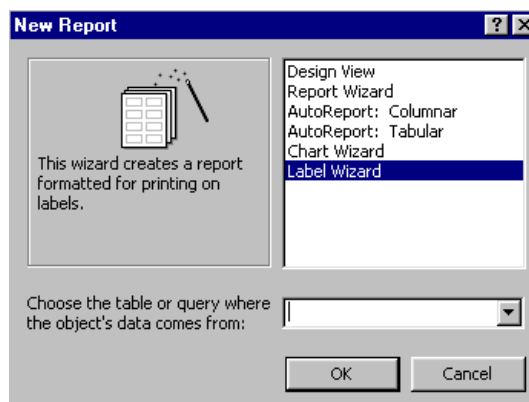 New Report
Design View
Report Wizard
AutoReport: Columnar
AutoReport: Tabular
Chart Wizard
Label Wizard
This wizard creates a report
formatted for printing on
labels.
Choose the table or query where
the object's data comes from:
OK
Cancel